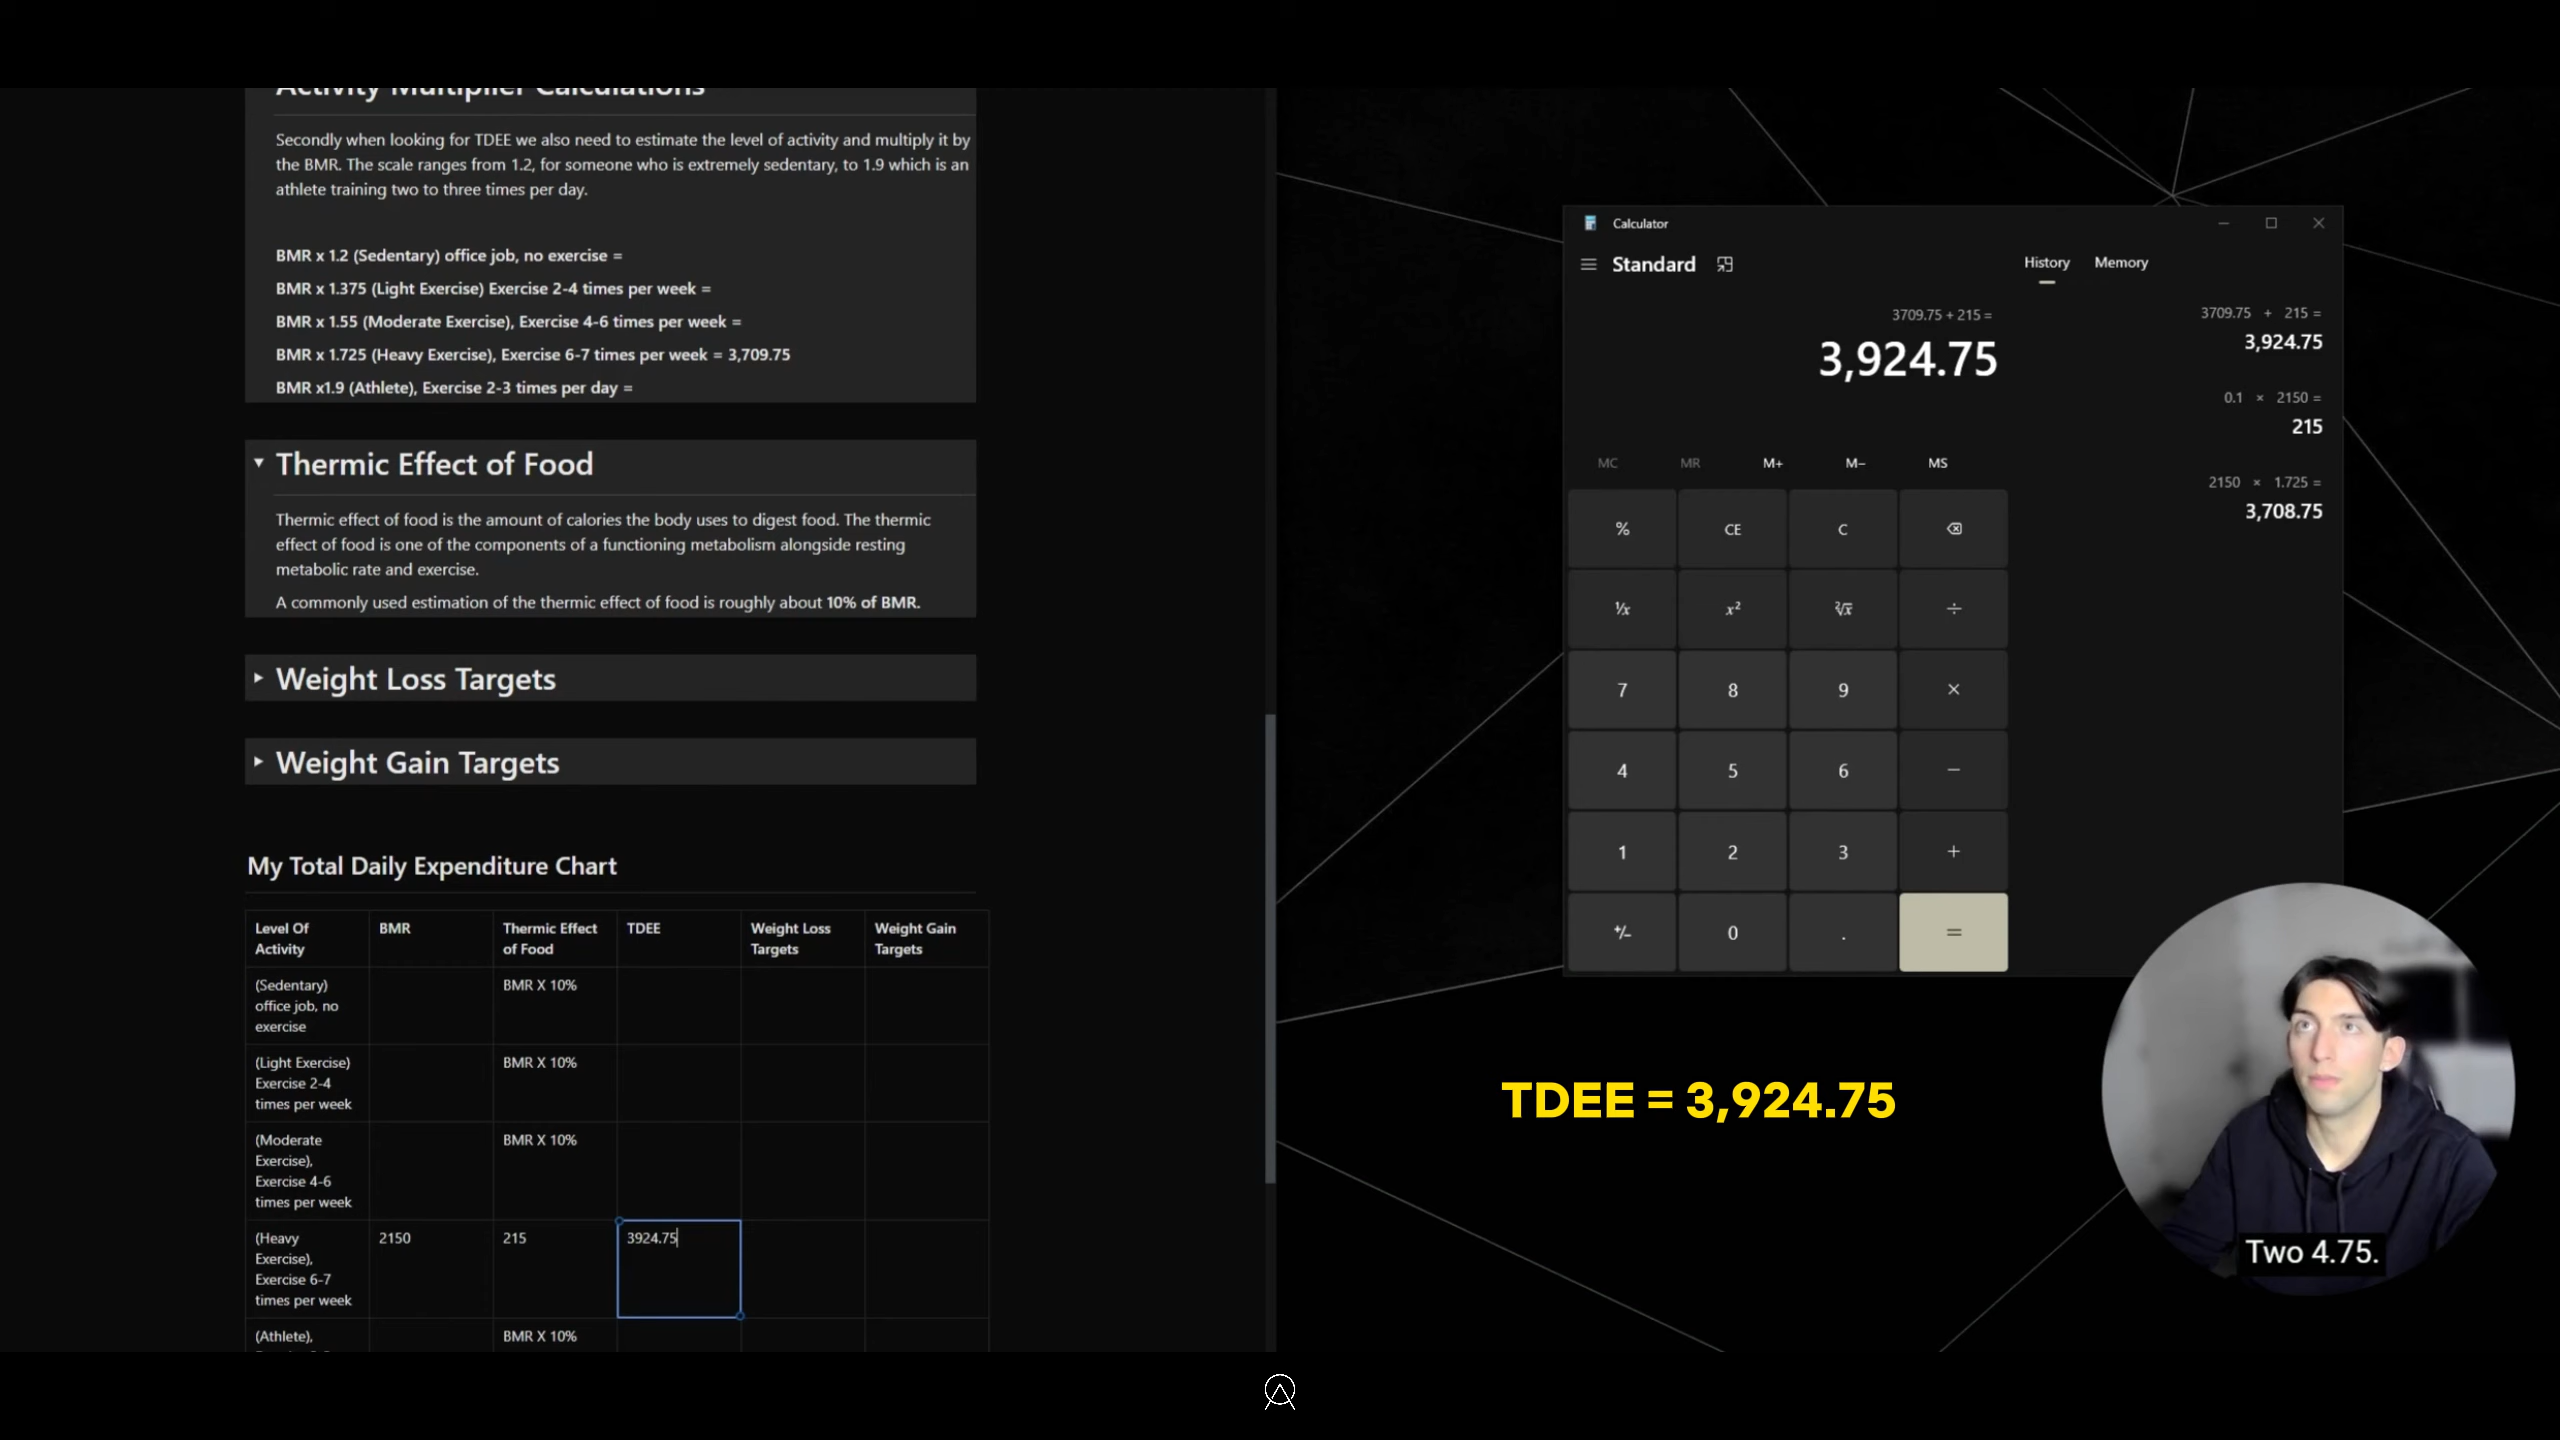 Activity Multiplier Calculations
Secondly when looking for TDEE we also need to estimate the level of activity and multiply it by
the BMR. The scale ranges from 1.2, for someone who is extremely sedentary, to 1.9 which is an
athlete training two to three times per day.
BMR x 1.2 (Sedentary) office job, no exercise =
BMR x 1.375 (Light Exercise) Exercise 2-4 times per week =
BMR x 1.55 (Moderate Exercise), Exercise 4-6 times per week =
BMR x 1.725 (Heavy Exercise), Exercise 6-7 times per week = 3,709.75
BMR x1.9 (Athlete), Exercise 2-3 times per day =
Thermic Effect of Food
Thermic effect of food is the amount of calories the body uses to digest food. The thermic
effect of food is one of the components of a functioning metabolism alongside resting
metabolic rate and exercise.
A commonly used estimation of the thermic effect of food is roughly about 10% of BMR.
Weight Loss Targets
Weight Gain Targets
My Total Daily Expenditure Chart
Level Of
Activity
BMR
Thermic Effect
of Food
TDEE
Weight Loss
Targets
Weight Gain
Targets
(Sedentary)
office job, no
exercise
BMR X 10%
(Light Exercise)
Exercise 2-4
times per week
BMR X 10%
(Moderate
Exercise),
Exercise 4-6
times per week
BMR X 10%
(Heavy
Exercise),
Exercise 6-7
times per week
2150
215
3924.75
(Athlete),
BMR X 10%
Calculator
Standard
History Memory
3709.75 + 215 =
3,924.75
MC MR M+ M− MS
% CE C
⅟x x² ²√x ÷
7 8 9 ×
4 5 6 −
1 2 3 +
+/− 0 . =
3709.75 + 215 =
3,924.75
0.1 × 2150 =
215
2150 × 1.725 =
3,708.75
TDEE = 3,924.75
Two 4.75.